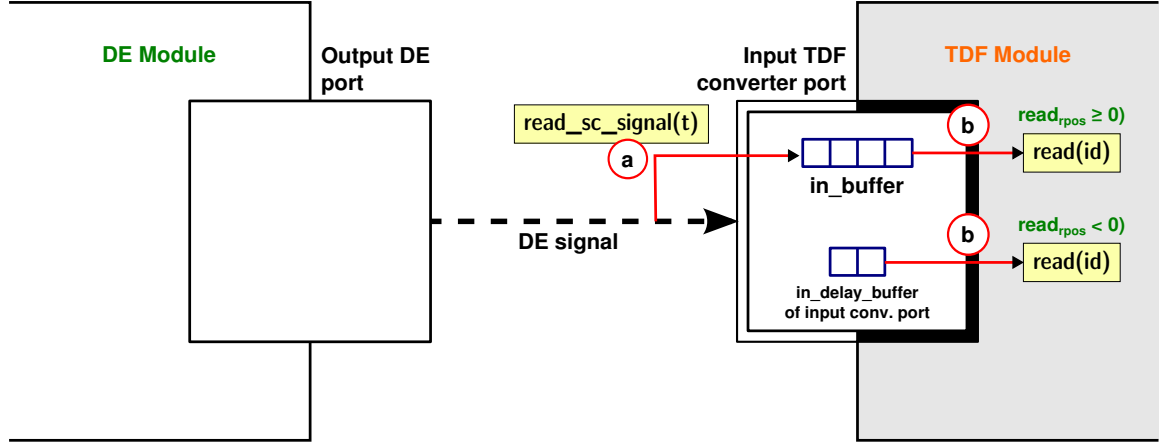 DE Module
Output DE
port
Input TDF
converter port
TDF Module
read_sc_signal(t)
a
b
read_rpos ≥ 0)
read(id)
in_buffer
DE signal
b
read_rpos < 0)
read(id)
in_delay_buffer
of input conv. port